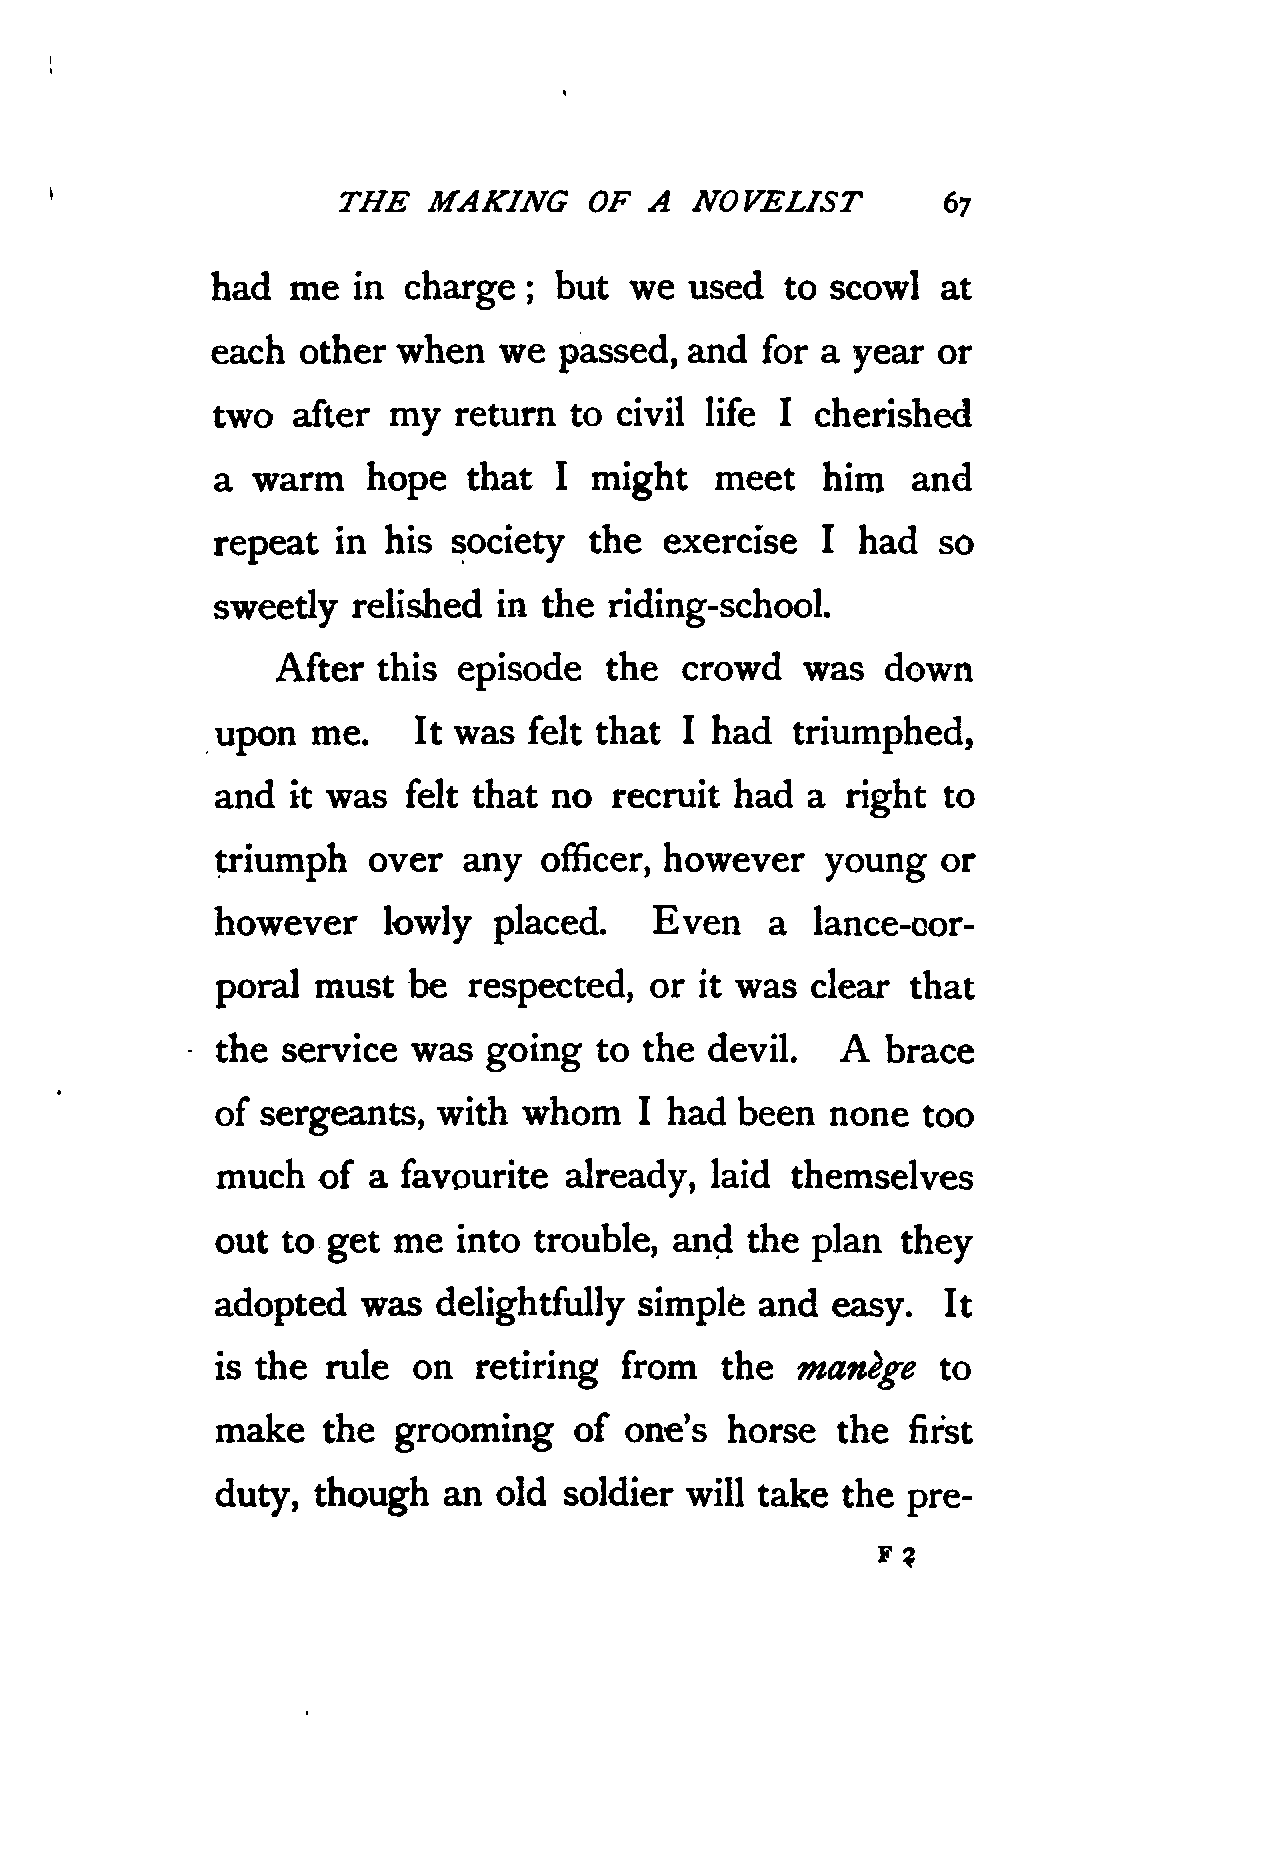 THE MAKING OF A NOVELIST 67
had me in charge ; but we used to scowl at
each other when we passed, and for a year or
two after my return to civil life I cherished
a warm hope that I might meet him and
repeat in his society the exercise I had so
sweetly relished in the riding-school.
After this episode the crowd was down
upon me. It was felt that I had triumphed,
and it was felt that no recruit had a right to
triumph over any officer, however young or
however lowly placed. Even a lance-cor-
poral must be respected, or it was clear that
the service was going to the devil. A brace
of sergeants, with whom I had been none too
much of a favourite already, laid themselves
out to get me into trouble, and the plan they
adopted was delightfully simple and easy. It
is the rule on retiring from the manège to
make the grooming of one's horse the first
duty, though an old soldier will take the pre-
F 2